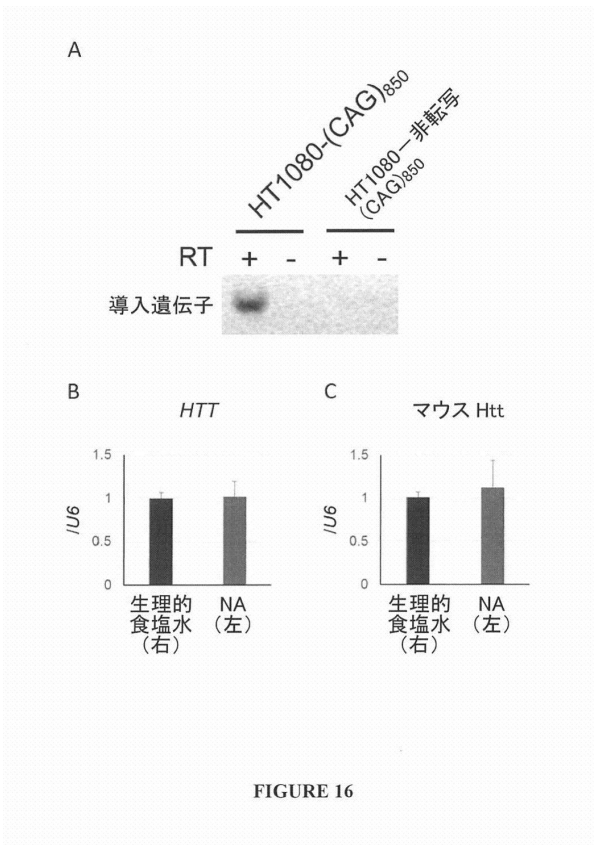 A
HT1080-(CAG)850
HT1080－非転写
(CAG)850
RT + - + -
導入遺伝子
B
HTT
1.5
1
0.5
0
/U6
生理的
食塩水
（右）
NA
（左）
C
マウス Htt
1.5
1
0.5
0
/U6
生理的
食塩水
（右）
NA
（左）
FIGURE 16